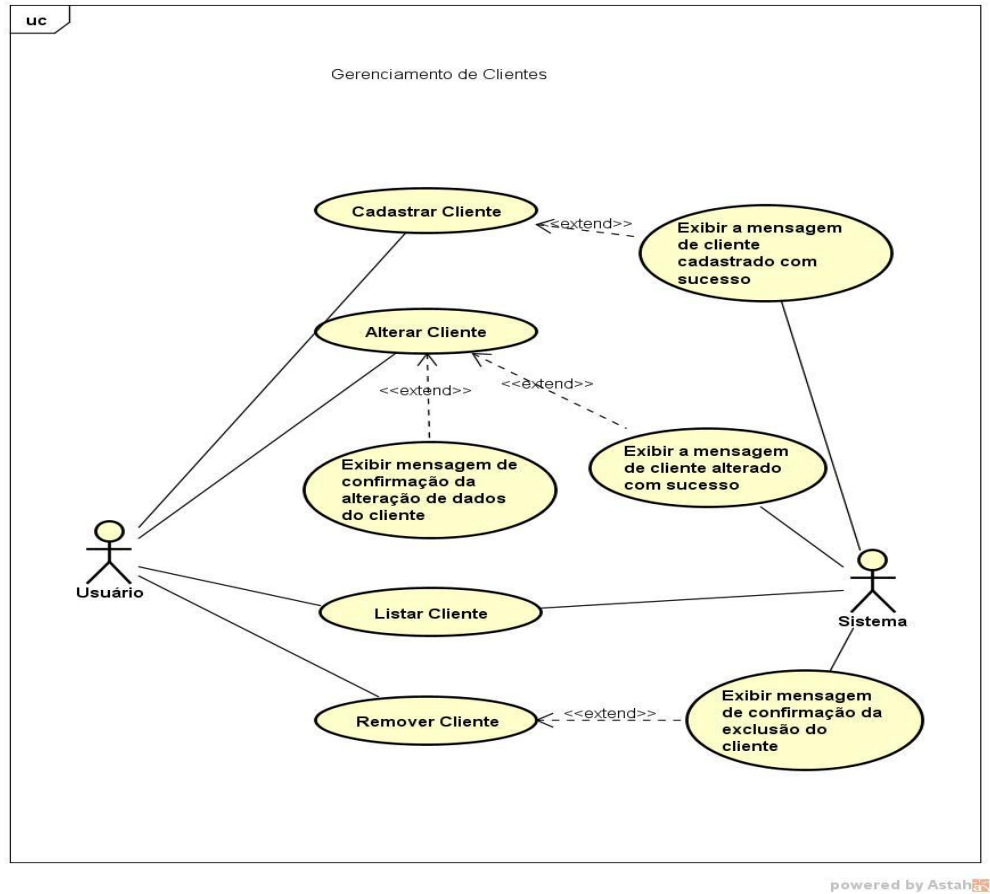 uc
Gerenciamento de Clientes
Cadastrar Cliente
<<extend>>
Exibir a mensagem
de cliente
cadastrado com
sucesso
Alterar Cliente
<<extend>>
<<extend>>
Exibir mensagem de
confirmação da
alteração de dados
do cliente
Exibir a mensagem
de cliente alterado
com sucesso
Usuário
Listar Cliente
Sistema
Remover Cliente
<<extend>>
Exibir mensagem
de confirmação da
exclusão do
cliente
powered by Astah